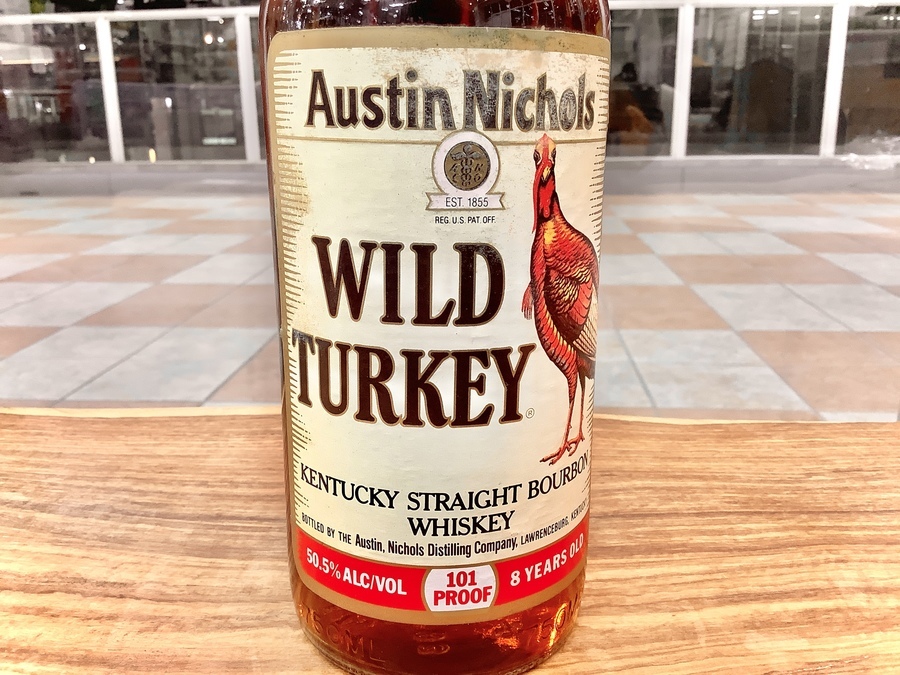 Austin Nichols
EST. 1855
REG. U.S. PAT OFF.
WILD
TURKEY®
KENTUCKY STRAIGHT BOURBON
WHISKEY
BOTTLED BY THE Austin, Nichols Distilling Company, LAWRENCEBURG,
50.5% ALC/VOL
101
PROOF
8 YEARS OLD